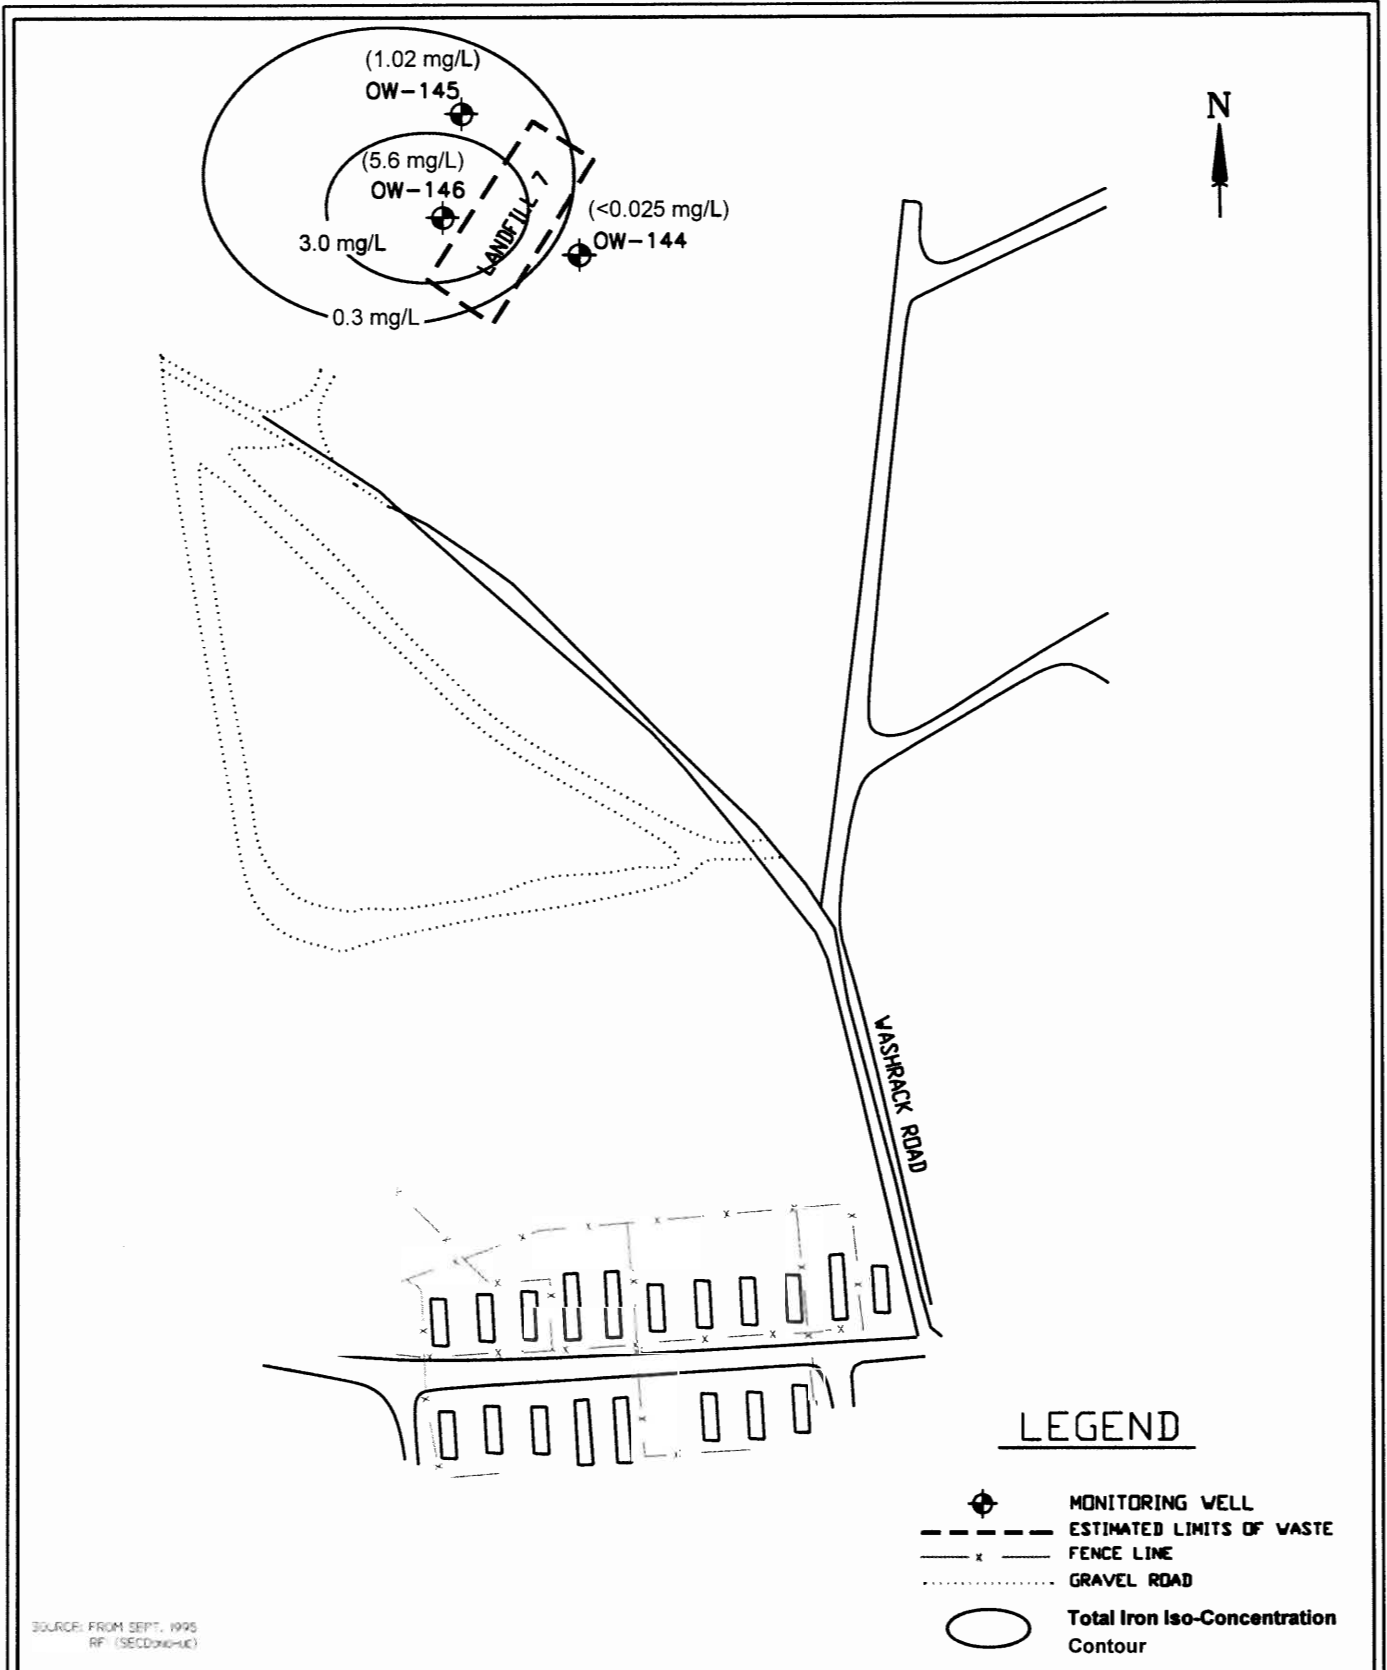 (1.02 mg/L)
OW-145
N
(5.6 mg/L)
OW-146
LANDFILL 7
(<0.025 mg/L)
OW-144
3.0 mg/L
0.3 mg/L
WASHRACK ROAD
LEGEND
MONITORING WELL
ESTIMATED LIMITS OF WASTE
FENCE LINE
GRAVEL ROAD
Total Iron Iso-Concentration
Contour
SOURCE: FROM SEPT. 1995